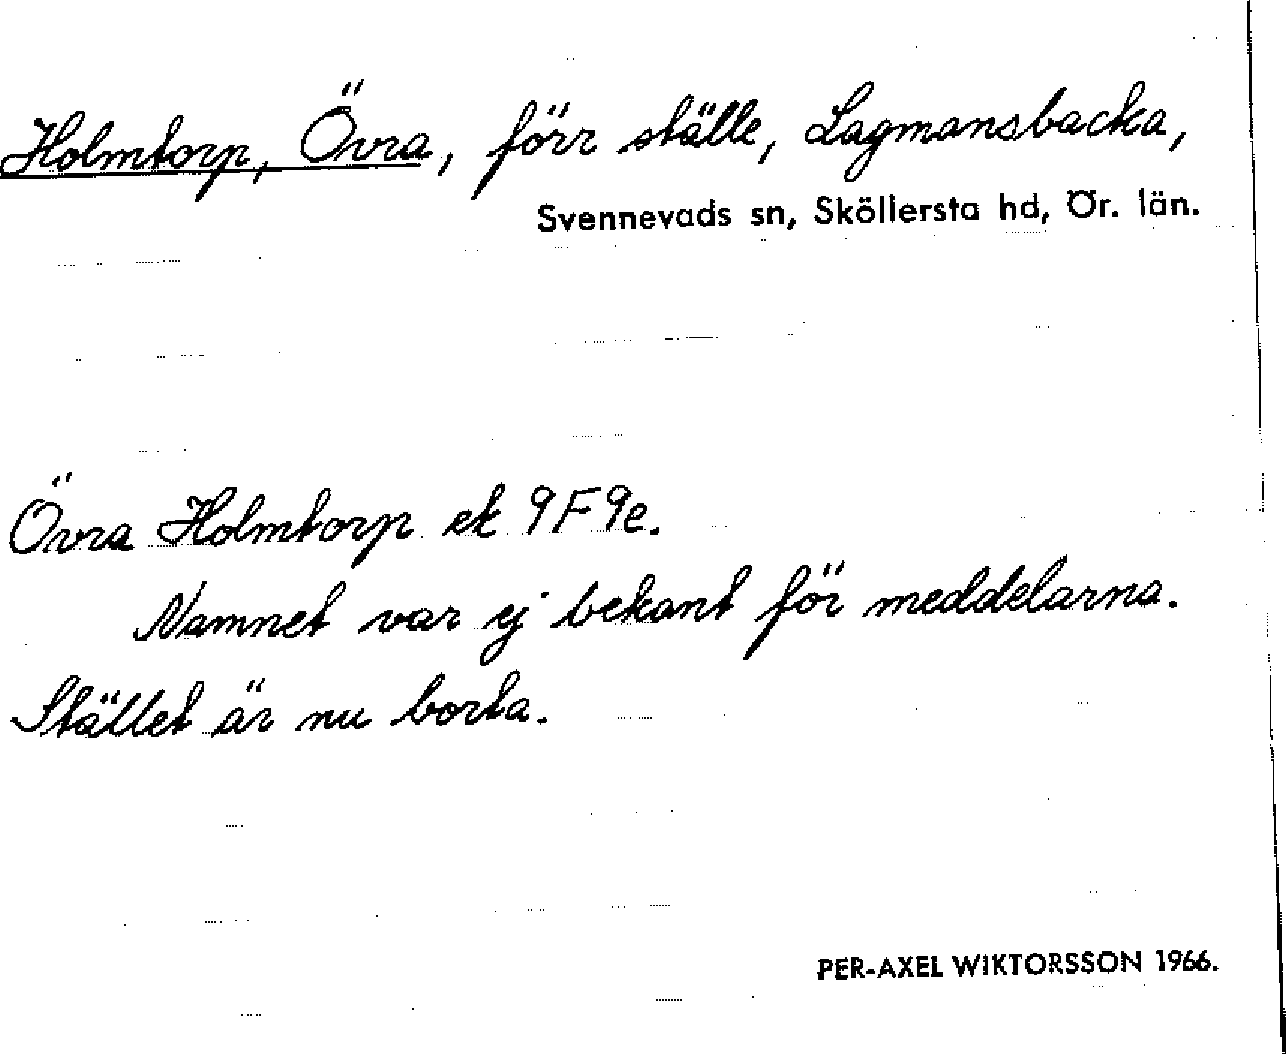 Holmtorp, Övra, förr ställe, Lagmansbacka,
Svennevads sn, Sköllersta hd, Ör. län.
Övra Holmtorp ek 9F9e.
Namnet var ej bekant för meddelarna.
Stället är nu borta.
PER-AXEL WIKTORSSON 1966.